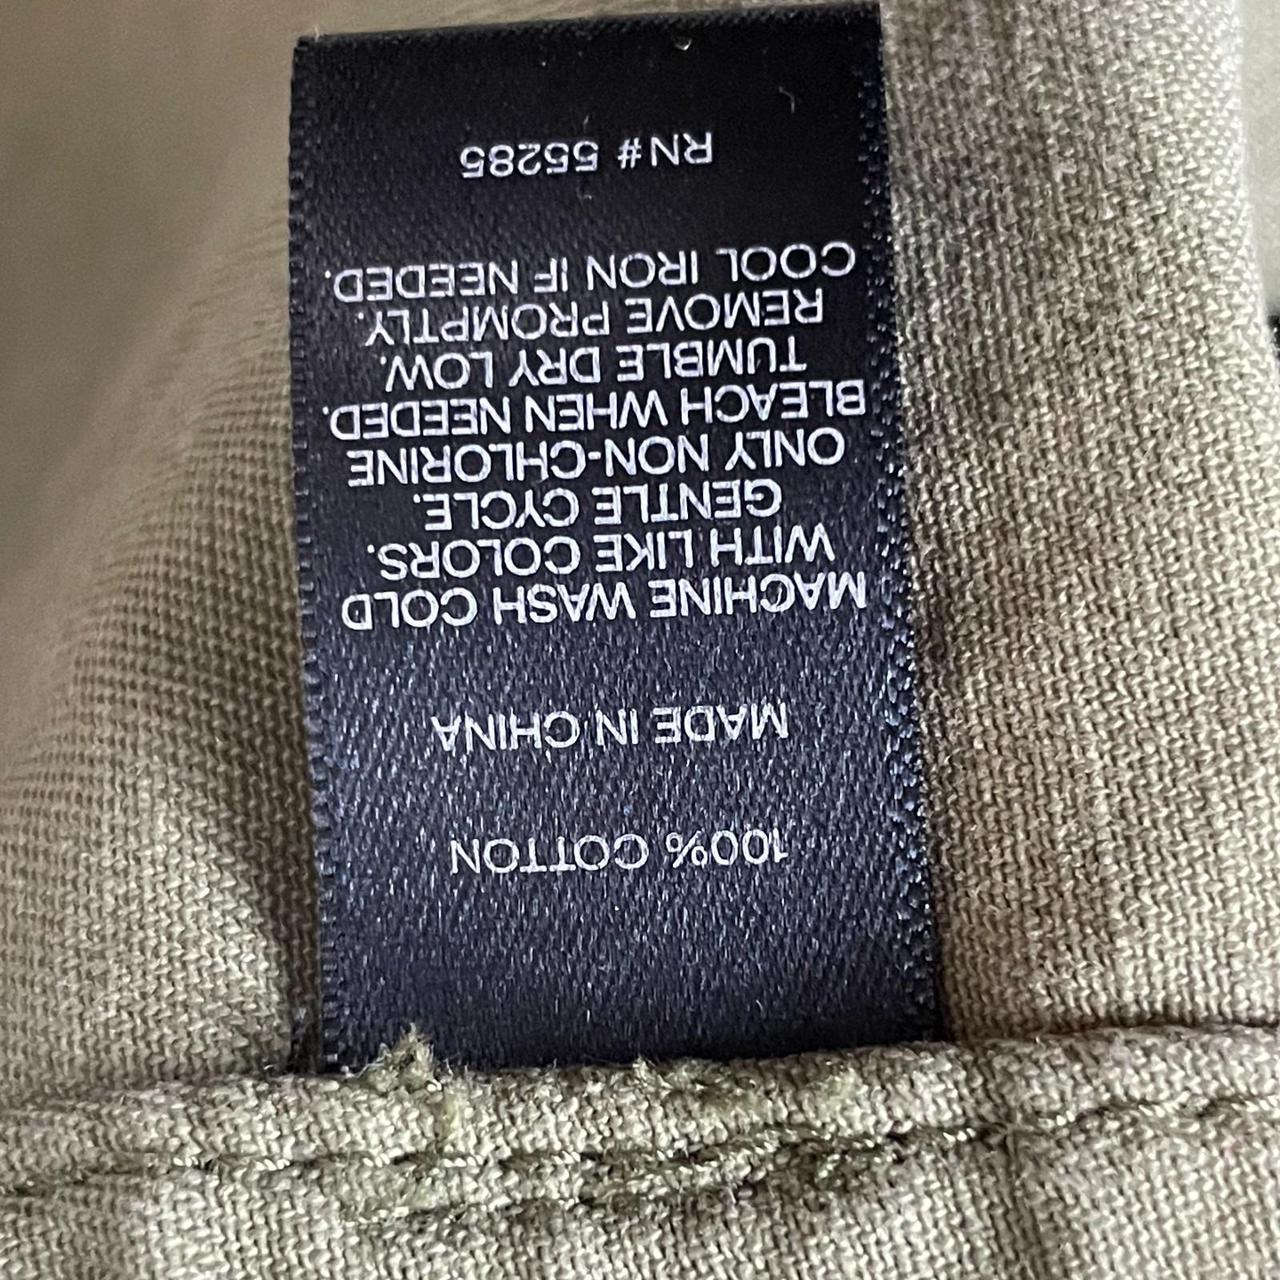 100% COTTON
MADE IN CHINA
MACHINE WASH COLD
WITH LIKE COLORS.
GENTLE CYCLE.
ONLY NON-CHLORINE
BLEACH WHEN NEEDED.
TUMBLE DRY LOW.
REMOVE PROMPTLY.
COOL IRON IF NEEDED.
RN# 55285